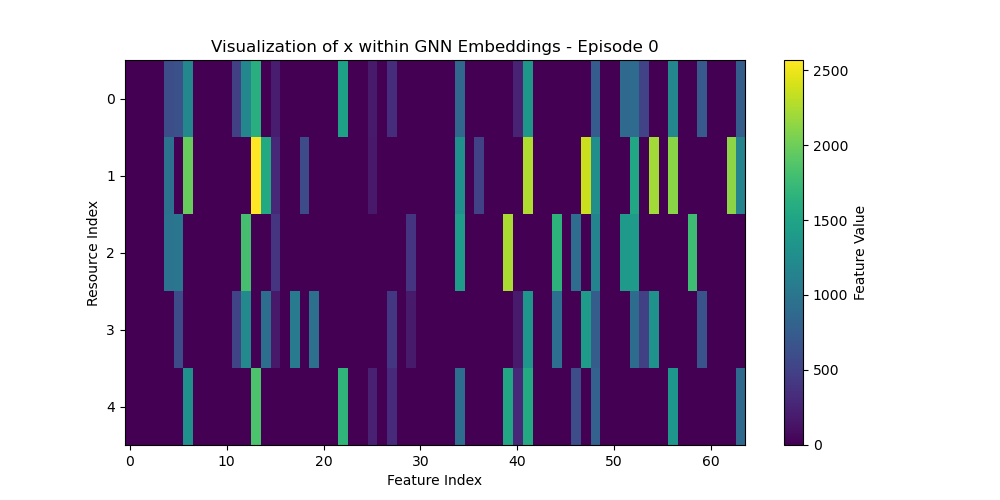 Visualization of x within GNN Embeddings - Episode 0
Resource Index
0
1
2
3
4
0 10 20 30 40 50 60
Feature Index
2500
2000
1500
1000
500
0
Feature Value